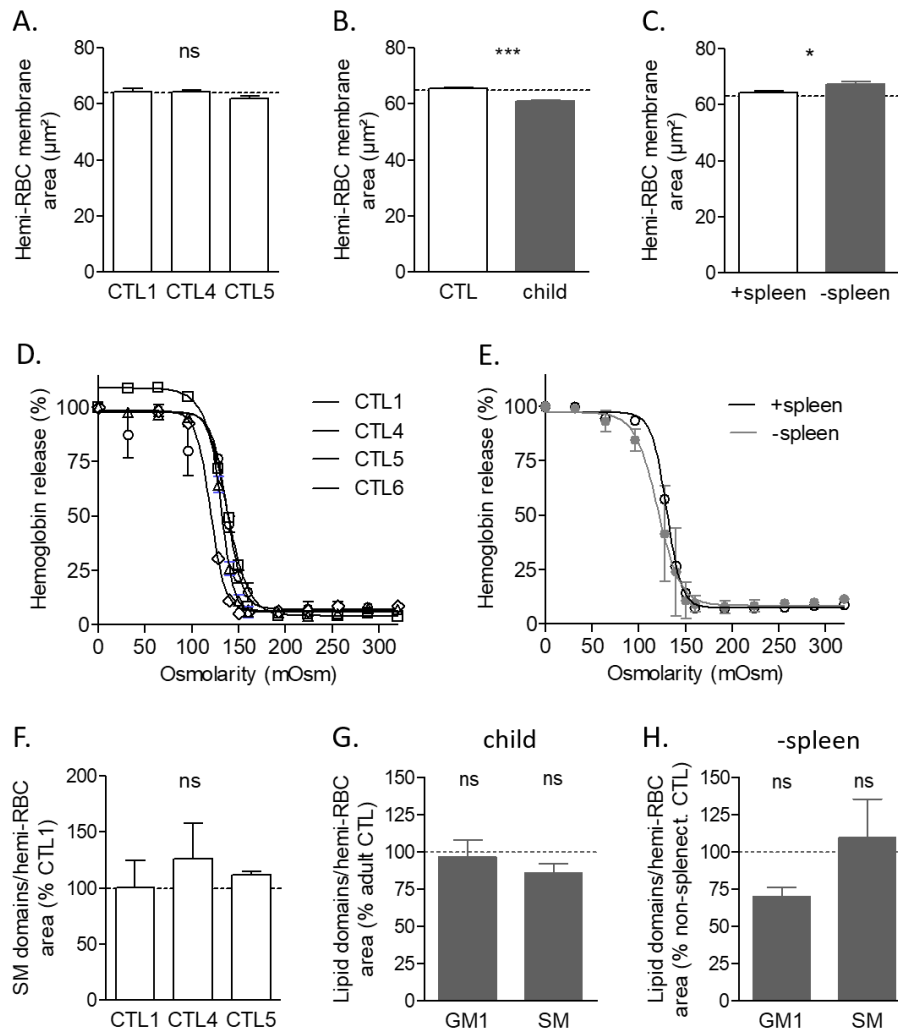 A.
Hemi-RBC membrane
area (µm²)
80
60
40
20
0
ns
CTL1 CTL4 CTL5
B.
Hemi-RBC membrane
area (µm²)
80
60
40
20
0
***
CTL child
C.
Hemi-RBC membrane
area (µm²)
80
60
40
20
0
*
+spleen -spleen
D.
Hemoglobin release (%)
100
75
50
25
0
0 50 100 150 200 250 300
Osmolarity (mOsm)
CTL1
CTL4
CTL5
CTL6
E.
Hemoglobin release (%)
100
75
50
25
0
0 50 100 150 200 250 300
Osmolarity (mOsm)
+spleen
-spleen
F.
SM domains/hemi-RBC
area (% CTL1)
200
150
100
50
0
ns
CTL1 CTL4 CTL5
G.
child
Lipid domains/hemi-RBC
area (% adult CTL)
150
125
100
75
50
25
0
ns ns
GM1 SM
H.
-spleen
Lipid domains/hemi-RBC
area (% non-splenect. CTL)
150
125
100
75
50
25
0
ns ns
GM1 SM